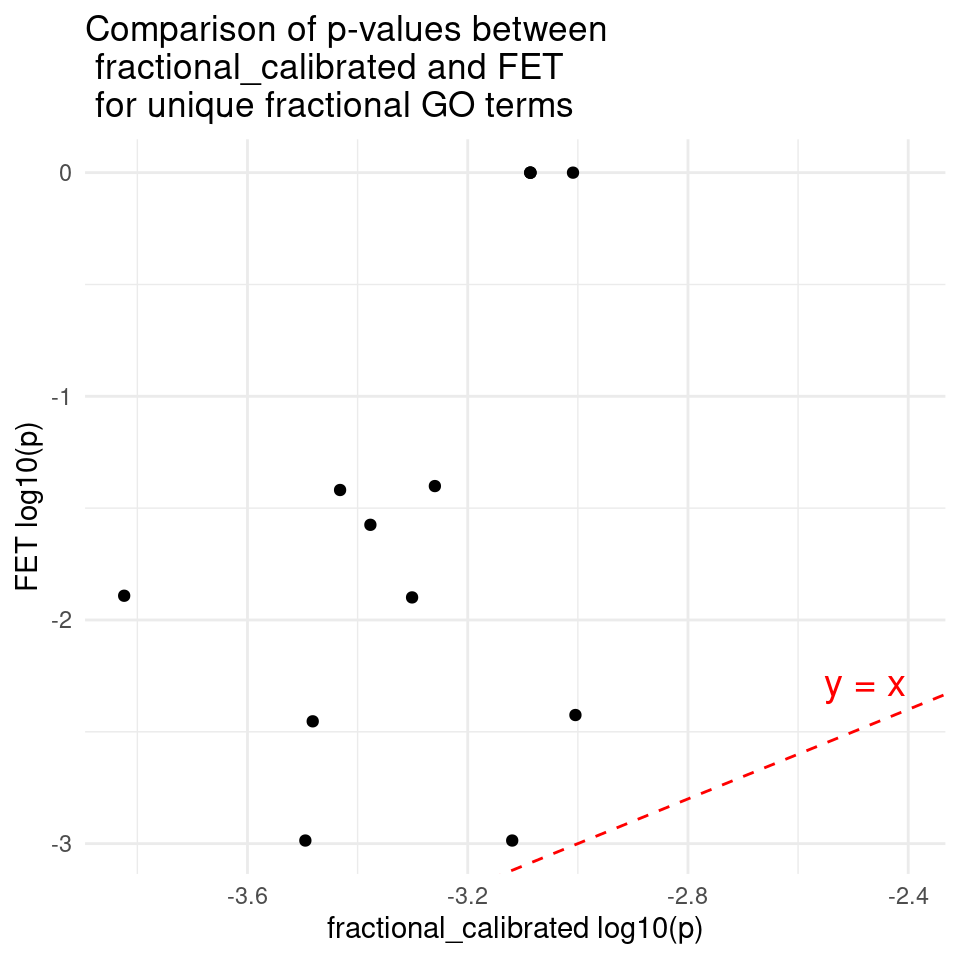 Comparison of p-values between
fractional_calibrated and FET
for unique fractional GO terms
0
-1
-2
-3
FET log10(p)
y = x
-3.6
-3.2
-2.8
-2.4
fractional_calibrated log10(p)